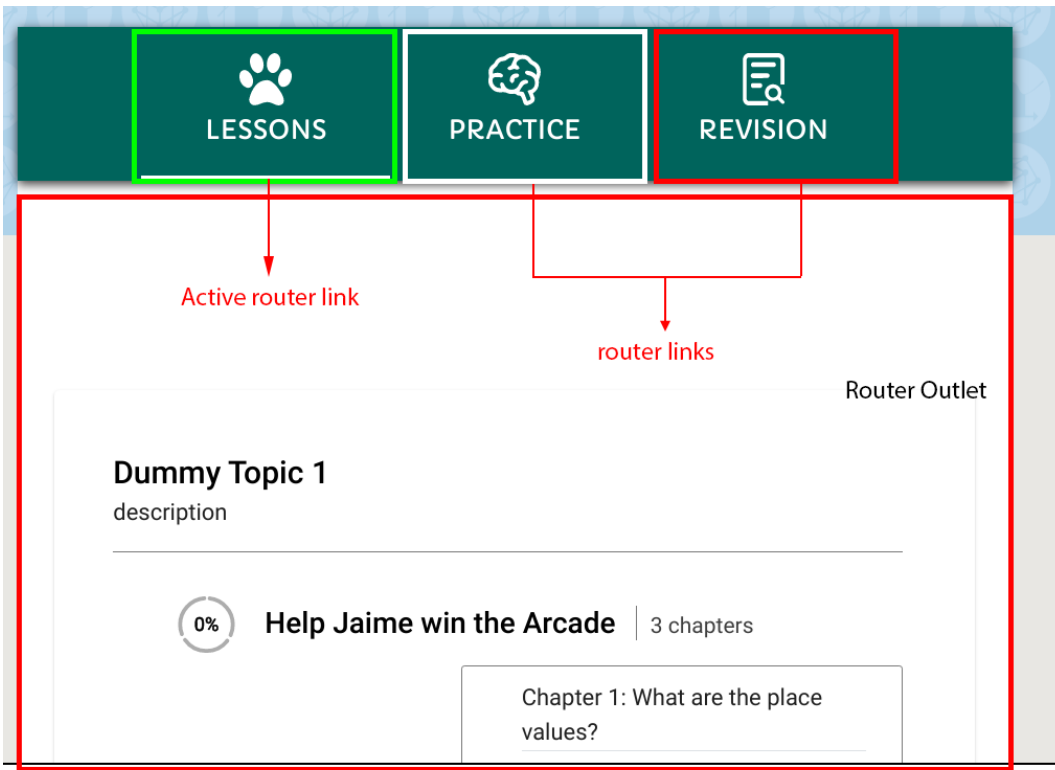 LESSONS
PRACTICE
REVISION
Active router link
router links
Router Outlet
Dummy Topic 1
description
0%
Help Jaime win the Arcade
3 chapters
Chapter 1: What are the place
values?